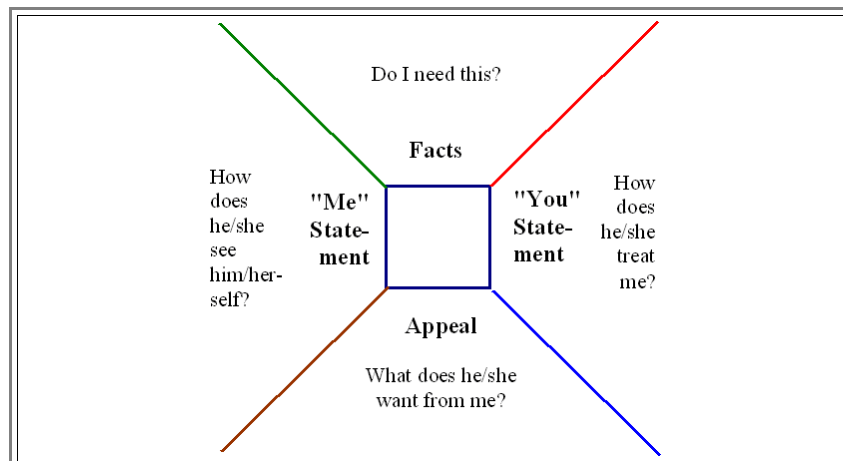 Do I need this?
Facts
How
does
he/she
see
him/her-
self?
"Me"
State-
ment
"You"
State-
ment
How
does
he/she
treat
me?
Appeal
What does he/she
want from me?